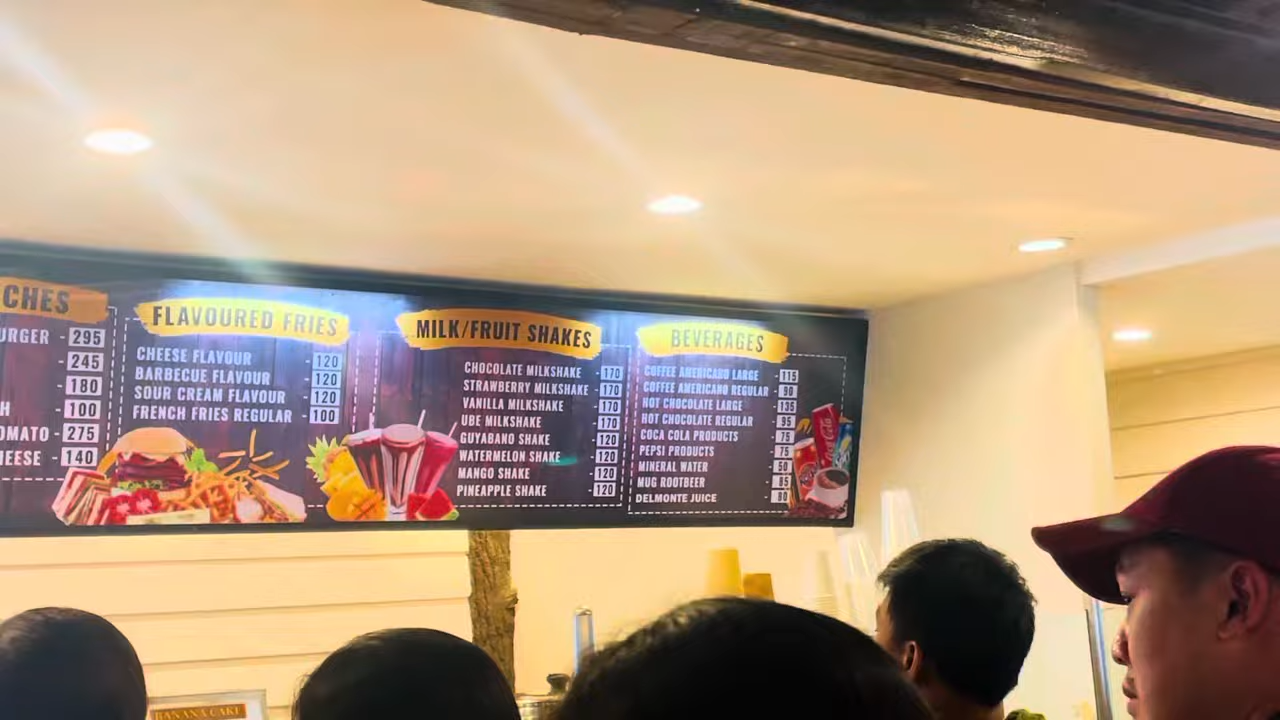 CHES
URGER - 295
- 245
- 180
H - 100
OMATO - 275
HEESE - 140
FLAVOURED FRIES
CHEESE FLAVOUR - 120
BARBECUE FLAVOUR - 120
SOUR CREAM FLAVOUR - 120
FRENCH FRIES REGULAR - 100
MILK/FRUIT SHAKES
CHOCOLATE MILKSHAKE - 170
STRAWBERRY MILKSHAKE - 170
VANILLA MILKSHAKE - 170
UBE MILKSHAKE - 170
GUYABANO SHAKE - 120
WATERMELON SHAKE - 120
MANGO SHAKE - 120
PINEAPPLE SHAKE - 120
BEVERAGES
COFFEE AMERICANO LARGE - 115
COFFEE AMERICANO REGULAR - 90
HOT CHOCOLATE LARGE - 135
HOT CHOCOLATE REGULAR - 95
COCA COLA PRODUCTS - 75
PEPSI PRODUCTS - 75
MINERAL WATER - 50
MUG ROOTBEER - 85
DELMONTE JUICE - 80
Coca-Cola
BANANA CAKE